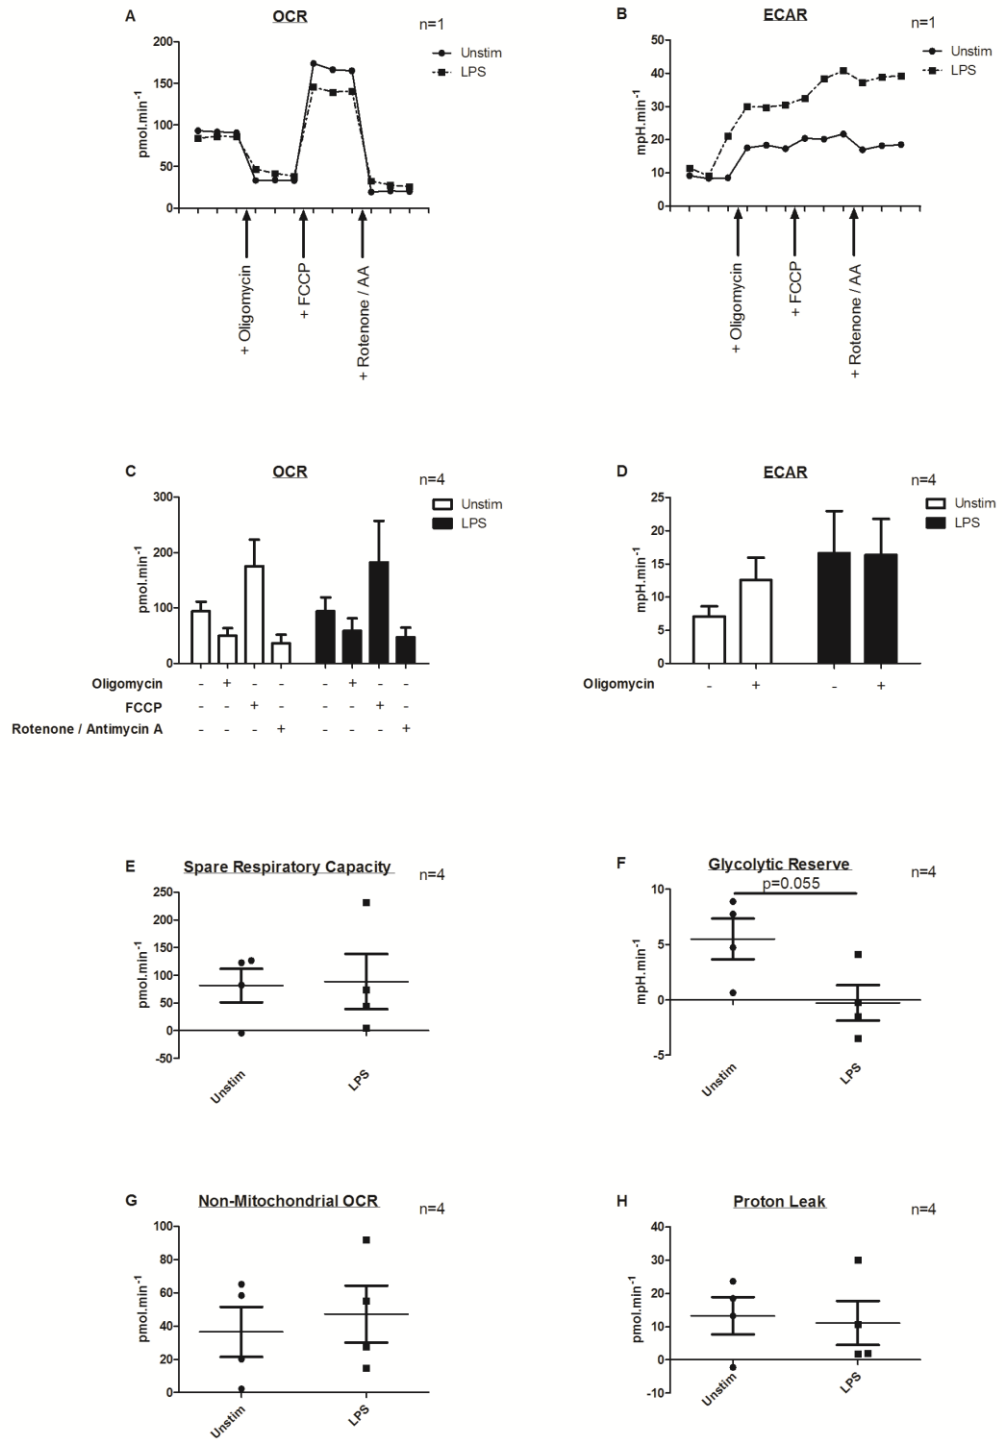 A
OCR
n=1
Unstim
LPS
pmol.min⁻¹
200
150
100
50
0
+ Oligomycin
+ FCCP
+ Rotenone / AA
B
ECAR
n=1
Unstim
LPS
mpH.min⁻¹
50
40
30
20
10
0
+ Oligomycin
+ FCCP
+ Rotenone / AA
C
OCR
n=4
Unstim
LPS
pmol.min⁻¹
300
200
100
0
Oligomycin - + - - - + - -
FCCP - - + - - - + -
Rotenone / Antimycin A - - - + - - - +
D
ECAR
n=4
Unstim
LPS
mpH.min⁻¹
25
20
15
10
5
0
Oligomycin - + - +
E
Spare Respiratory Capacity
n=4
pmol.min⁻¹
250
200
150
100
50
0
-50
Unstim
LPS
F
Glycolytic Reserve
n=4
p=0.055
mpH.min⁻¹
10
5
0
-5
Unstim
LPS
G
Non-Mitochondrial OCR
n=4
pmol.min⁻¹
100
80
60
40
20
0
Unstim
LPS
H
Proton Leak
n=4
pmol.min⁻¹
40
30
20
10
0
-10
Unstim
LPS